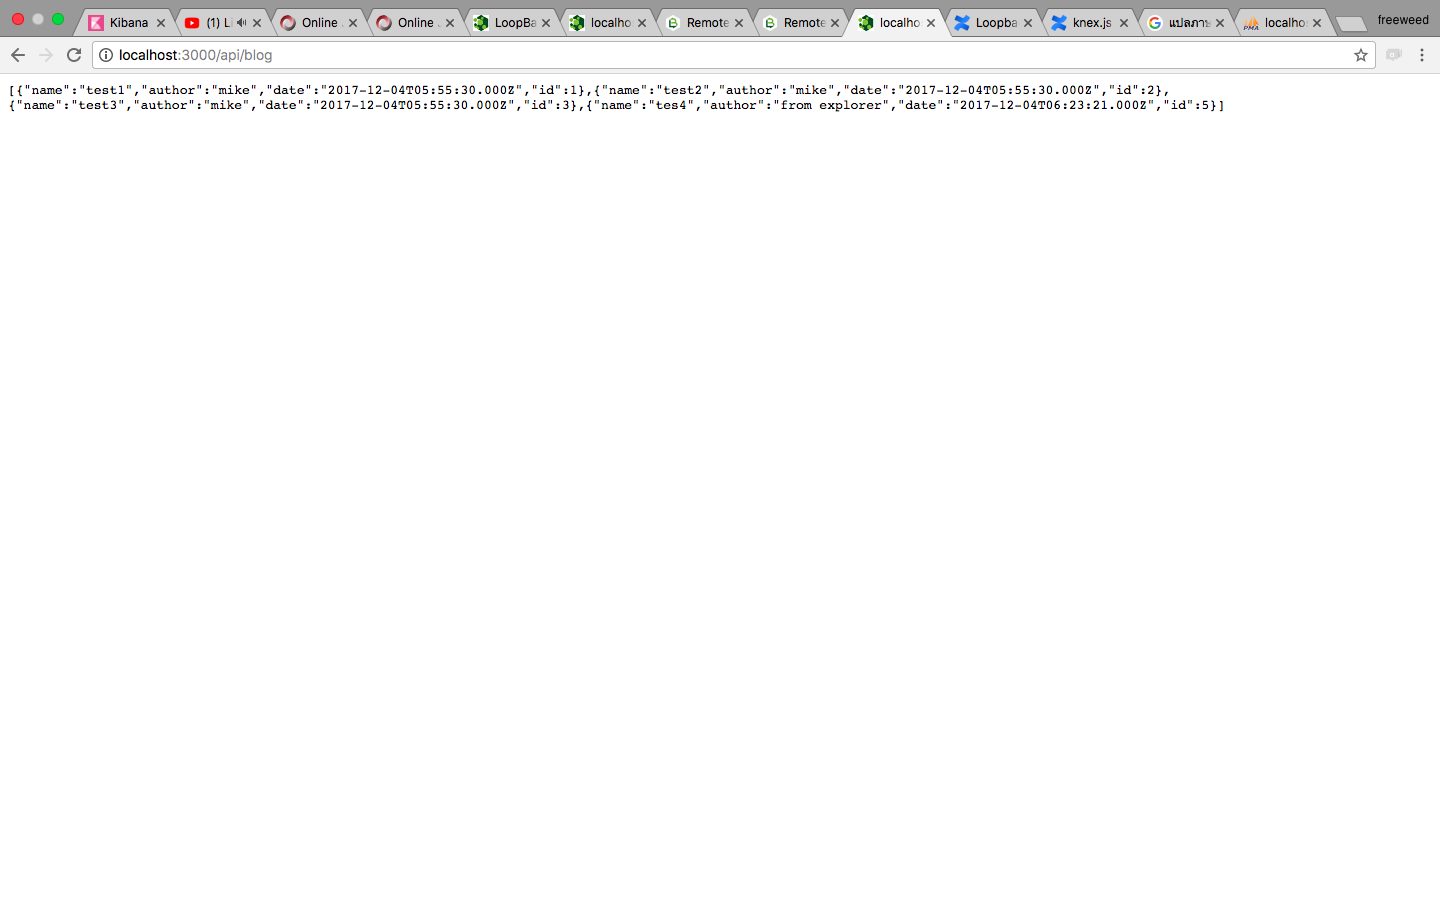 Kibana
(1) Li
Online
Online
LoopBa
localho
Remote
Remote
localho
Loopba
knex.js
แปลภาษ
localho
freeweed
localhost:3000/api/blog
[{"name":"test1","author":"mike","date":"2017-12-04T05:55:30.000Z","id":1},{"name":"test2","author":"mike","date":"2017-12-04T05:55:30.000Z","id":2},
{"name":"test3","author":"mike","date":"2017-12-04T05:55:30.000Z","id":3},{"name":"tes4","author":"from explorer","date":"2017-12-04T06:23:21.000Z","id":5}]